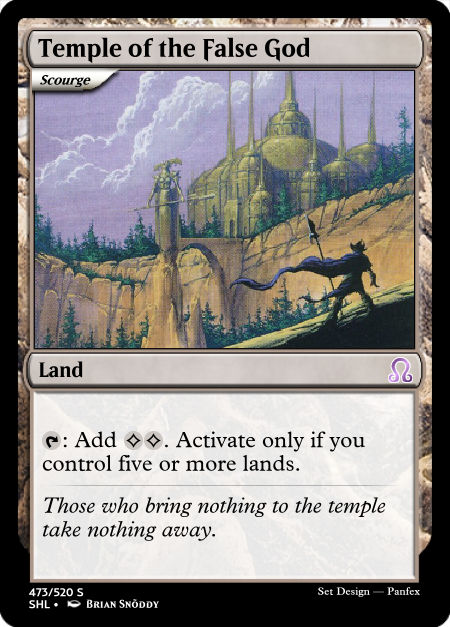 Temple of the False God
Scourge
Land
: Add . Activate only if you
control five or more lands.
Those who bring nothing to the temple
take nothing away.
473/520 S
Set Design — Panfex
SHL • Brian Snõddy